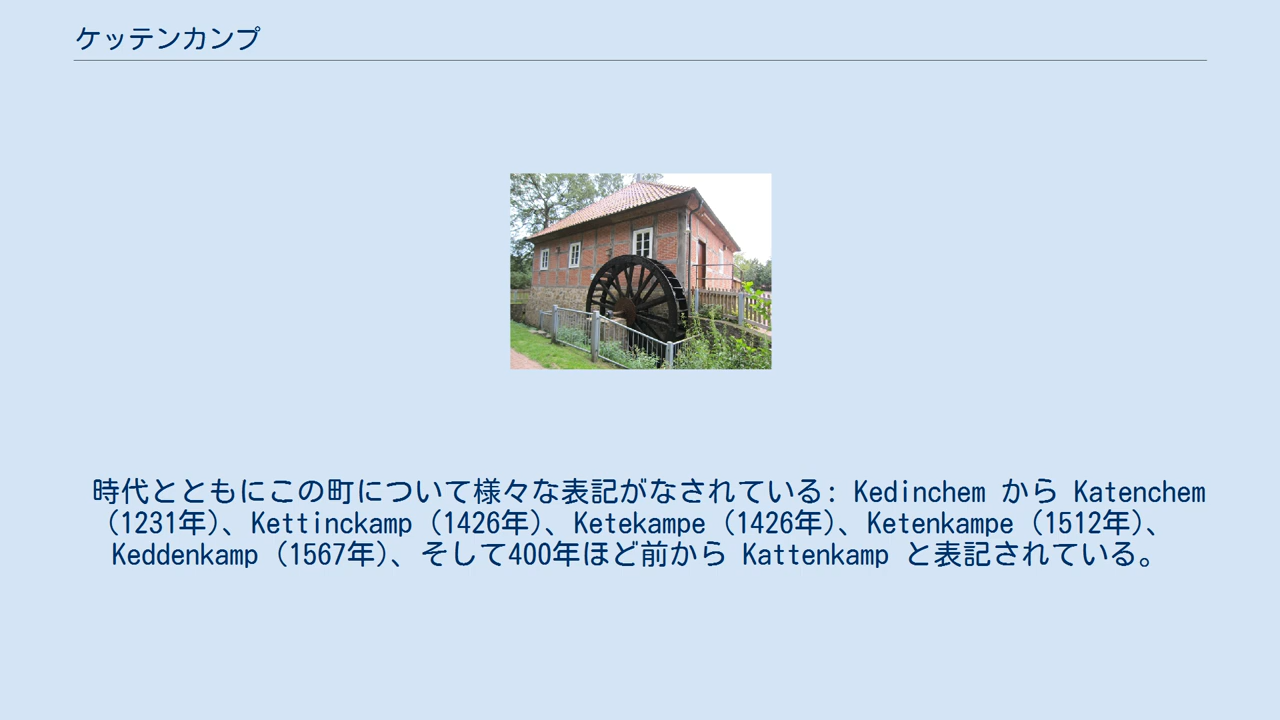 ケッテンカンプ
時代とともにこの町について様々な表記がなされている: Kedinchem から Katenchem
(1231年)、Kettinckamp (1426年)、Ketekampe (1426年)、Ketenkampe (1512年)、
Keddenkamp (1567年)、そして400年ほど前から Kattenkamp と表記されている。